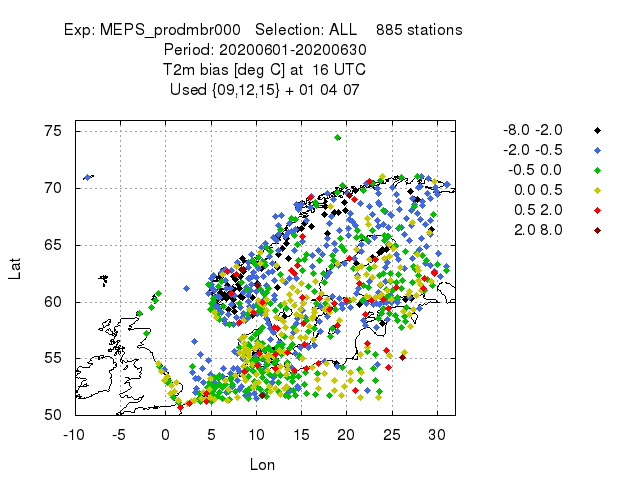 Exp: MEPS_prodmbr000 Selection: ALL 885 stations
Period: 20200601-20200630
T2m bias [deg C] at 16 UTC
Used {09,12,15} + 01 04 07
-8.0 -2.0
-2.0 -0.5
-0.5 0.0
0.0 0.5
0.5 2.0
2.0 8.0
75
70
65
60
55
50
Lat
-10 -5 0 5 10 15 20 25 30
Lon